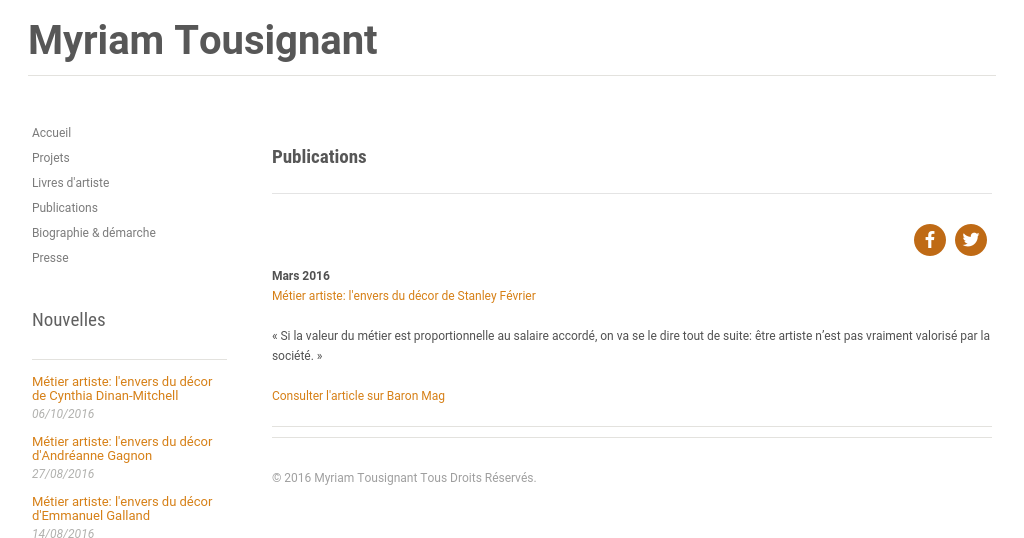 Myriam Tousignant
Accueil
Projets
Livres d'artiste
Publications
Biographie & démarche
Presse
Nouvelles
Métier artiste: l'envers du décor
de Cynthia Dinan-Mitchell
06/10/2016
Métier artiste: l'envers du décor
d'Andréanne Gagnon
27/08/2016
Métier artiste: l'envers du décor
d'Emmanuel Galland
14/08/2016
Publications
Mars 2016
Métier artiste: l'envers du décor de Stanley Février
« Si la valeur du métier est proportionnelle au salaire accordé, on va se le dire tout de suite: être artiste n’est pas vraiment valorisé par la
société. »
Consulter l'article sur Baron Mag
© 2016 Myriam Tousignant Tous Droits Réservés.